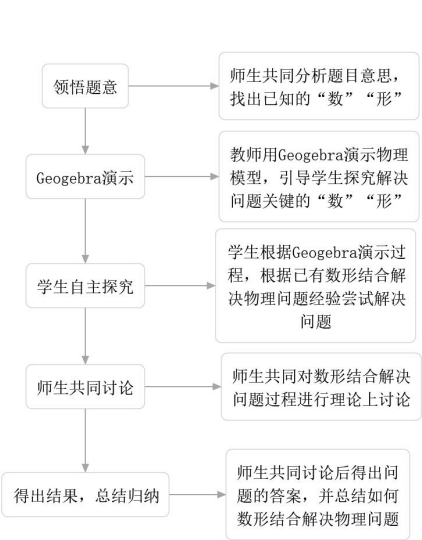 领悟题意
师生共同分析题目意思，
找出已知的“数”“形”
Geogebra演示
教师用Geogebra演示物理
模型，引导学生探究解决
问题关键的“数”“形”
学生自主探究
学生根据Geogebra演示过
程，根据已有数形结合解
决物理问题经验尝试解决
问题
师生共同讨论
师生共同对数形结合解决
问题过程进行理论上讨论
得出结果，总结归纳
师生共同讨论后得出问
题的答案，并总结如何
数形结合解决物理问题